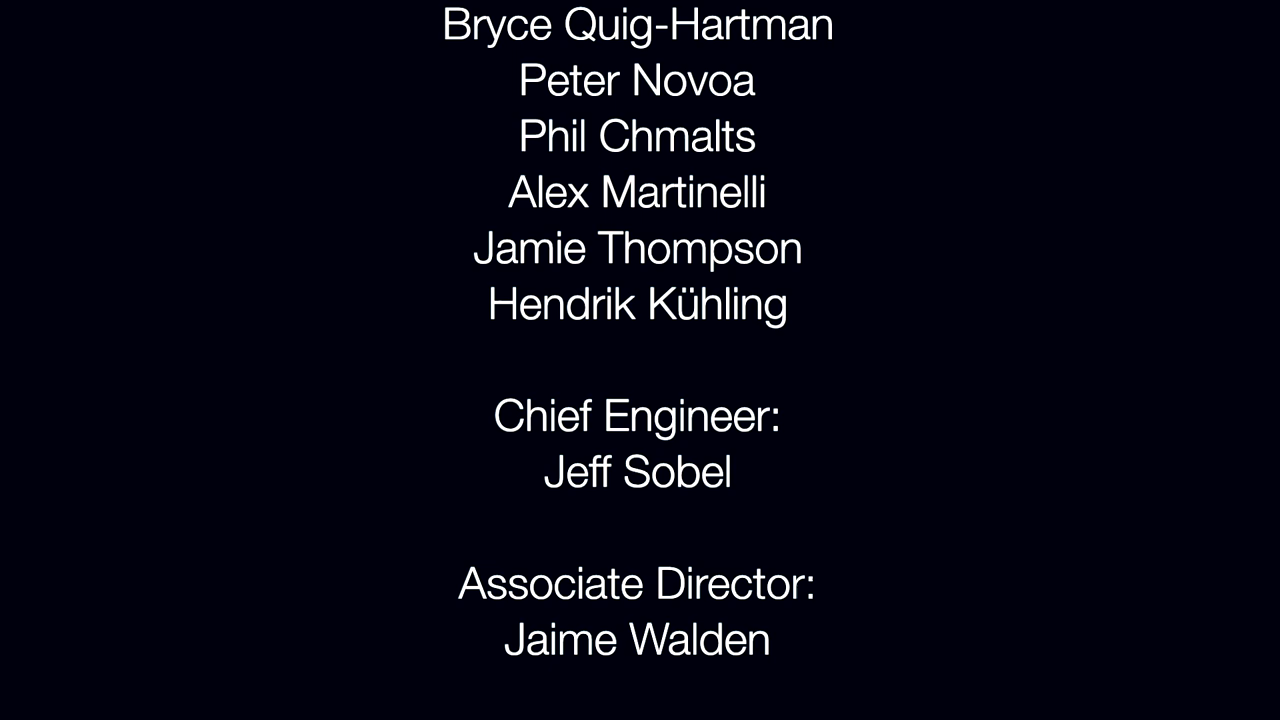 Bryce Quig-Hartman
Peter Novoa
Phil Chmalts
Alex Martinelli
Jamie Thompson
Hendrik Kühling
Chief Engineer:
Jeff Sobel
Associate Director:
Jaime Walden